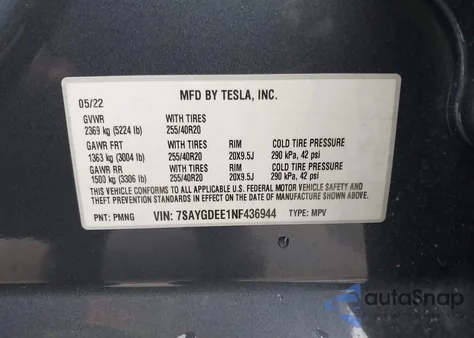 MFD BY TESLA, INC.
05/22
GVWR WITH TIRES
2369 kg (5224 lb) 255/40R20
GAWR FRT WITH TIRES RIM COLD TIRE PRESSURE
1363 kg (3004 lb) 255/40R20 20X9.5J 290 kPa, 42 psi
GAWR RR WITH TIRES RIM COLD TIRE PRESSURE
1500 kg (3306 lb) 255/40R20 20X9.5J 290 kPa, 42 psi
THIS VEHICLE CONFORMS TO ALL APPLICABLE U.S. FEDERAL MOTOR VEHICLE SAFETY AND
THEFT PREVENTION STANDARDS IN EFFECT ON THE DATE OF MANUFACTURE SHOWN ABOVE.
PNT: PMNG VIN: 7SAYGDEE1NF436944 TYPE: MPV
autoSnap